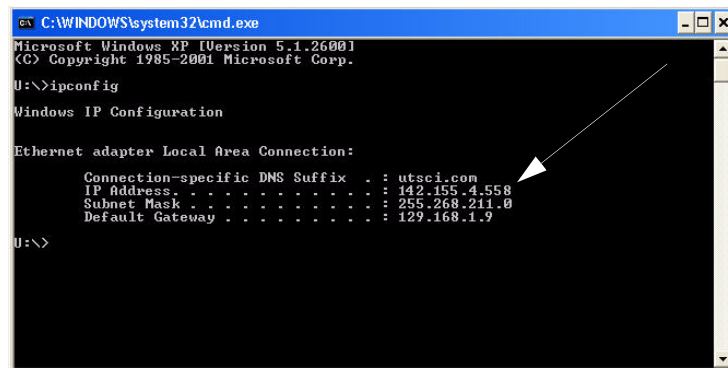 C:\WINDOWS\system32\cmd.exe
Microsoft Windows XP [Version 5.1.2600]
(C) Copyright 1985-2001 Microsoft Corp.
U:\>ipconfig
Windows IP Configuration
Ethernet adapter Local Area Connection:
Connection-specific DNS Suffix . : utsci.com
IP Address. . . . . . . . . . . . : 142.155.4.558
Subnet Mask . . . . . . . . . . . : 255.268.211.0
Default Gateway . . . . . . . . . : 129.168.1.9
U:\>